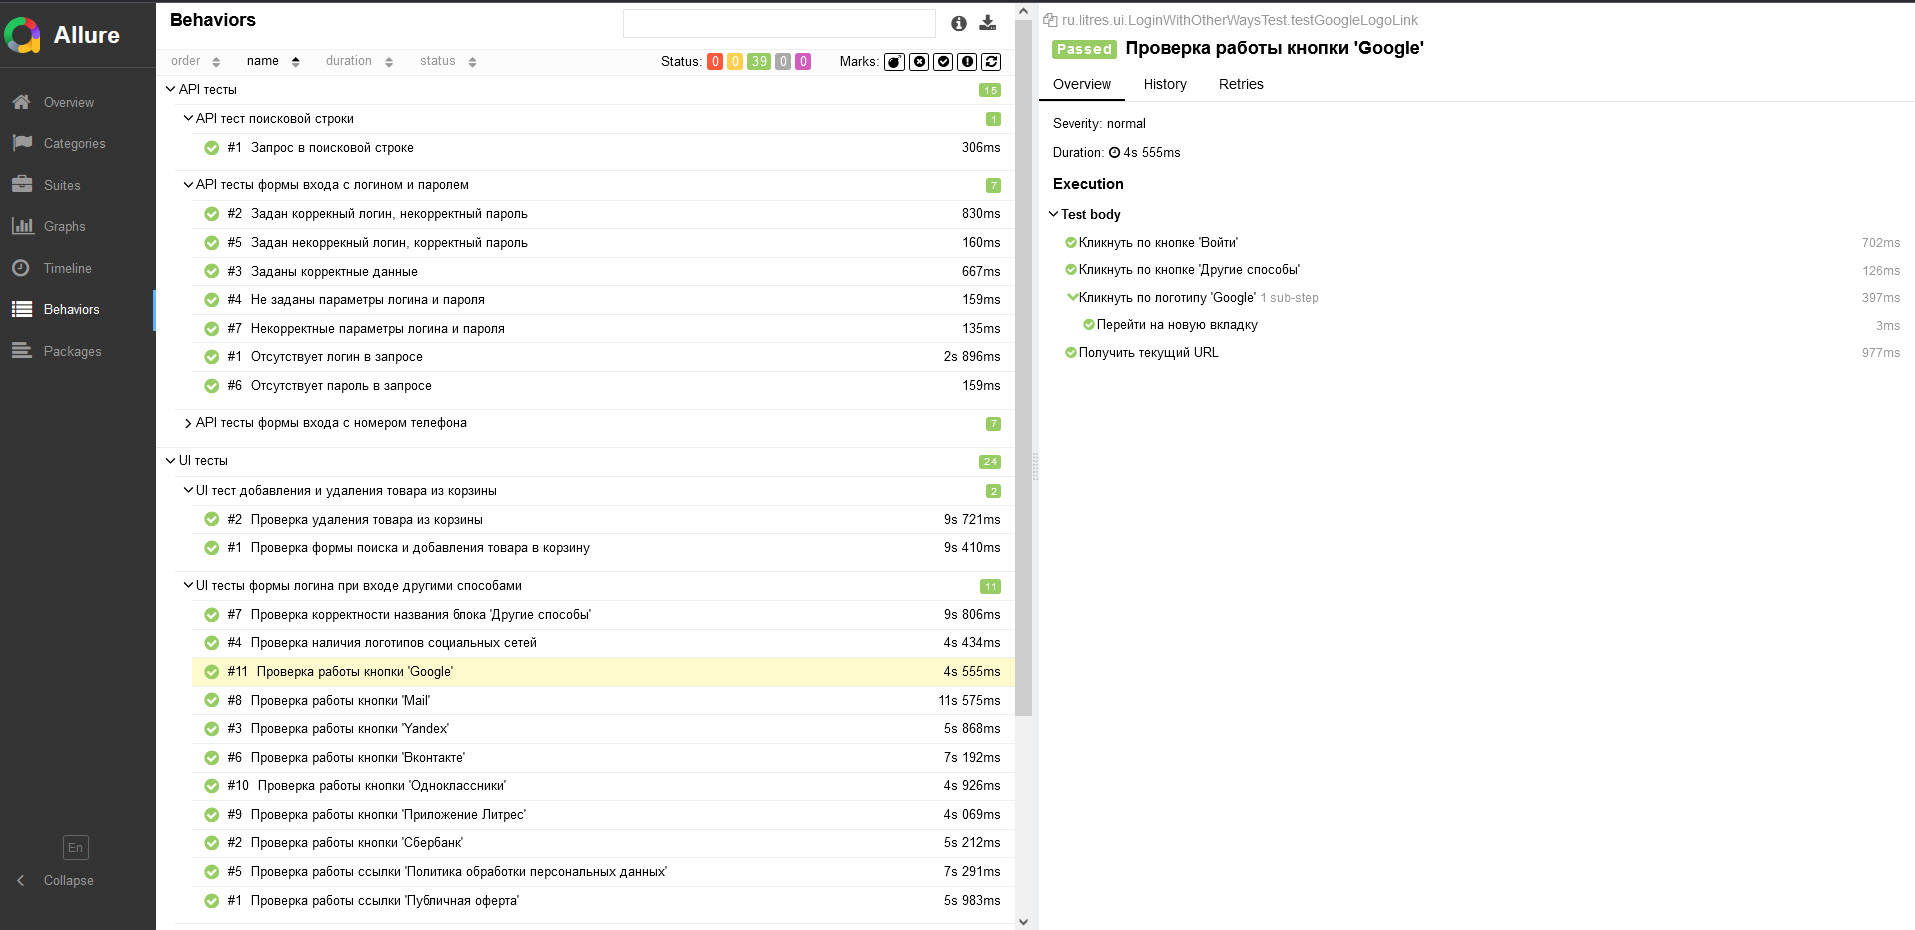 Allure
Overview
Categories
Suites
Graphs
Timeline
Behaviors
Packages
En
Collapse
Behaviors
order name duration status Status: 0 0 39 0 0 Marks:
API тесты 15
API тест поисковой строки 1
#1 Запрос в поисковой строке 306ms
API тесты формы входа с логином и паролем 7
#2 Задан коррекный логин, некорректный пароль 830ms
#5 Задан некоррекный логин, корректный пароль 160ms
#3 Заданы корректные данные 667ms
#4 Не заданы параметры логина и пароля 159ms
#7 Некорректные параметры логина и пароля 135ms
#1 Отсутствует логин в запросе 2s 896ms
#6 Отсутствует пароль в запросе 159ms
API тесты формы входа с номером телефона 7
UI тесты 24
UI тест добавления и удаления товара из корзины 2
#2 Проверка удаления товара из корзины 9s 721ms
#1 Проверка формы поиска и добавления товара в корзину 9s 410ms
UI тесты формы логина при входе другими способами 11
#7 Проверка корректности названия блока 'Другие способы' 9s 806ms
#4 Проверка наличия логотипов социальных сетей 4s 434ms
#11 Проверка работы кнопки 'Google' 4s 555ms
#8 Проверка работы кнопки 'Mail' 11s 575ms
#3 Проверка работы кнопки 'Yandex' 5s 868ms
#6 Проверка работы кнопки 'Вконтакте' 7s 192ms
#10 Проверка работы кнопки 'Одноклассники' 4s 926ms
#9 Проверка работы кнопки 'Приложение Литрес' 4s 069ms
#2 Проверка работы кнопки 'Сбербанк' 5s 212ms
#5 Проверка работы ссылки 'Политика обработки персональных данных' 7s 291ms
#1 Проверка работы ссылки 'Публичная оферта' 5s 983ms
ru.litres.ui.LoginWithOtherWaysTest.testGoogleLogoLink
Passed Проверка работы кнопки 'Google'
Overview History Retries
Severity: normal
Duration: 4s 555ms
Execution
Test body
Кликнуть по кнопке 'Войти' 702ms
Кликнуть по кнопке 'Другие способы' 126ms
Кликнуть по логотипу 'Google' 1 sub-step 397ms
Перейти на новую вкладку 3ms
Получить текущий URL 977ms